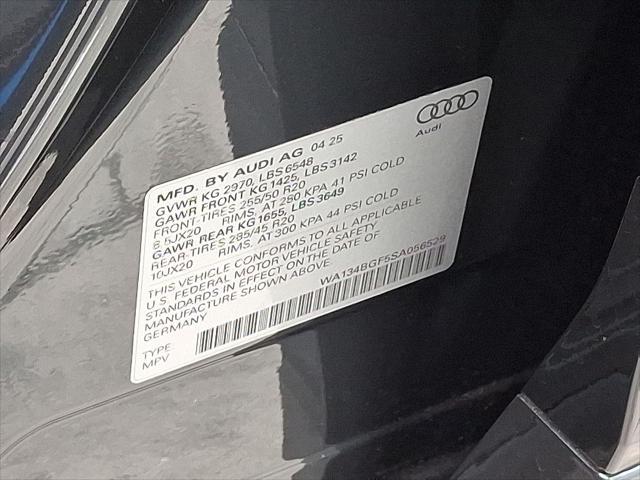 Audi
MFD. BY AUDI AG 04 25
GVWR KG 2970, LBS 6548
GAWR FRONT KG 1425, LBS 3142
FRONT-TIRES 255/50 R20
8.5JX20 RIMS, AT 280 KPA 41 PSI COLD
GAWR REAR KG 1655, LBS 3649
REAR-TIRES 285/45 R20
10JX20 RIMS, AT 300 KPA 44 PSI COLD
THIS VEHICLE CONFORMS TO ALL APPLICABLE
U.S. FEDERAL MOTOR VEHICLE SAFETY
STANDARDS IN EFFECT ON THE DATE OF
MANUFACTURE SHOWN ABOVE.
GERMANY
WA134BGF5SA056529
TYPE
MPV